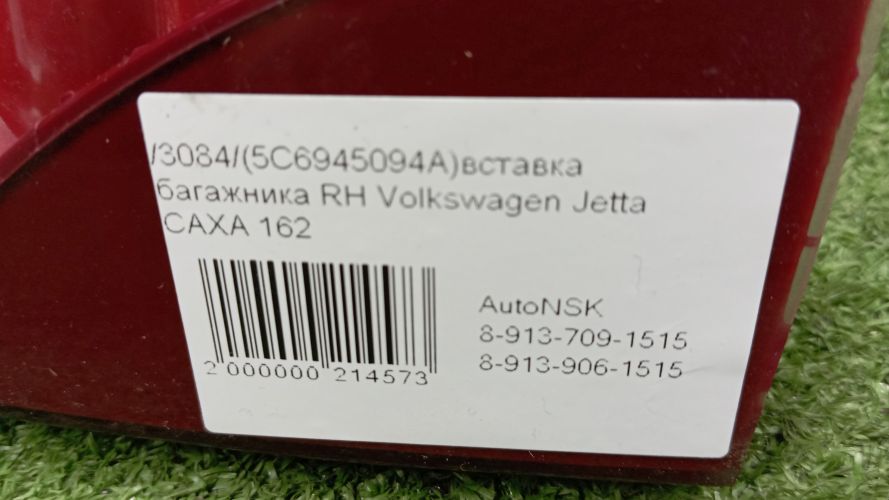 /3084/(5C6945094A)вставка
багажника RH Volkswagen Jetta
CAXA 162
AutoNSK
8-913-709-1515
8-913-906-1515
2 000000 214573